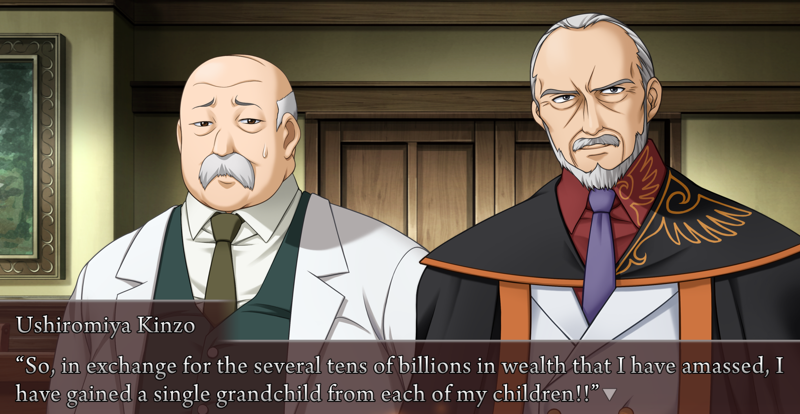 Ushiromiya Kinzo
“So, in exchange for the several tens of billions in wealth that I have amassed, I
have gained a single grandchild from each of my children!!”